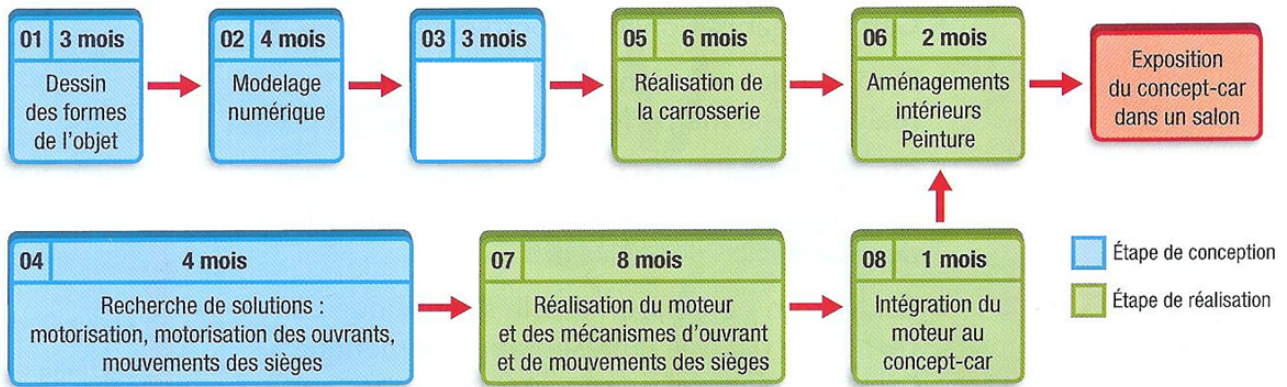 01 3 mois
Dessin
des formes
de l'objet
02 4 mois
Modelage
numérique
03 3 mois
05 6 mois
Réalisation de
la carrosserie
06 2 mois
Aménagements
intérieurs
Peinture
Exposition
du concept-car
dans un salon
04 4 mois
Recherche de solutions :
motorisation, motorisation des ouvrants,
mouvements des sièges
07 8 mois
Réalisation du moteur
et des mécanismes d'ouvrant
et de mouvements des sièges
08 1 mois
Intégration du
moteur au
concept-car
Étape de conception
Étape de réalisation